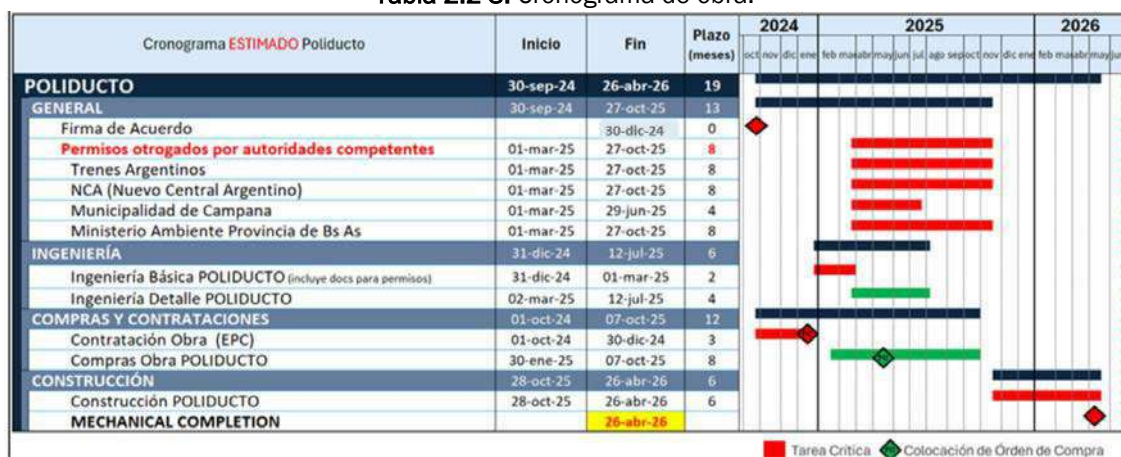 Tabla 2.2 3. Cronograma de obra.
Cronograma ESTIMADO Poliducto Inicio Fin Plazo (meses) 2024 2025 2026
oct nov dic ene feb mar abr may jun jul ago sep oct nov dic ene feb mar abr may jun
POLIDUCTO 30-sep-24 26-abr-26 19
GENERAL 30-sep-24 27-oct-25 13
Firma de Acuerdo 30-dic-24 0
Permisos otrogados por autoridades competentes 01-mar-25 27-oct-25 8
Trenes Argentinos 01-mar-25 27-oct-25 8
NCA (Nuevo Central Argentino) 01-mar-25 27-oct-25 8
Municipalidad de Campana 01-mar-25 29-jun-25 4
Ministerio Ambiente Provincia de Bs As 01-mar-25 27-oct-25 8
INGENIERÍA 31-dic-24 12-jul-25 6
Ingeniería Básica POLIDUCTO (incluye docs para permisos) 31-dic-24 01-mar-25 2
Ingeniería Detalle POLIDUCTO 02-mar-25 12-jul-25 4
COMPRAS Y CONTRATACIONES 01-oct-24 07-oct-25 12
Contratación Obra (EPC) 01-oct-24 30-dic-24 3
Compras Obra POLIDUCTO 30-ene-25 07-oct-25 8
CONSTRUCCIÓN 28-oct-25 26-abr-26 6
Construcción POLIDUCTO 28-oct-25 26-abr-26 6
MECHANICAL COMPLETION 26-abr-26
Tarea Crítica Colocación de Órden de Compra